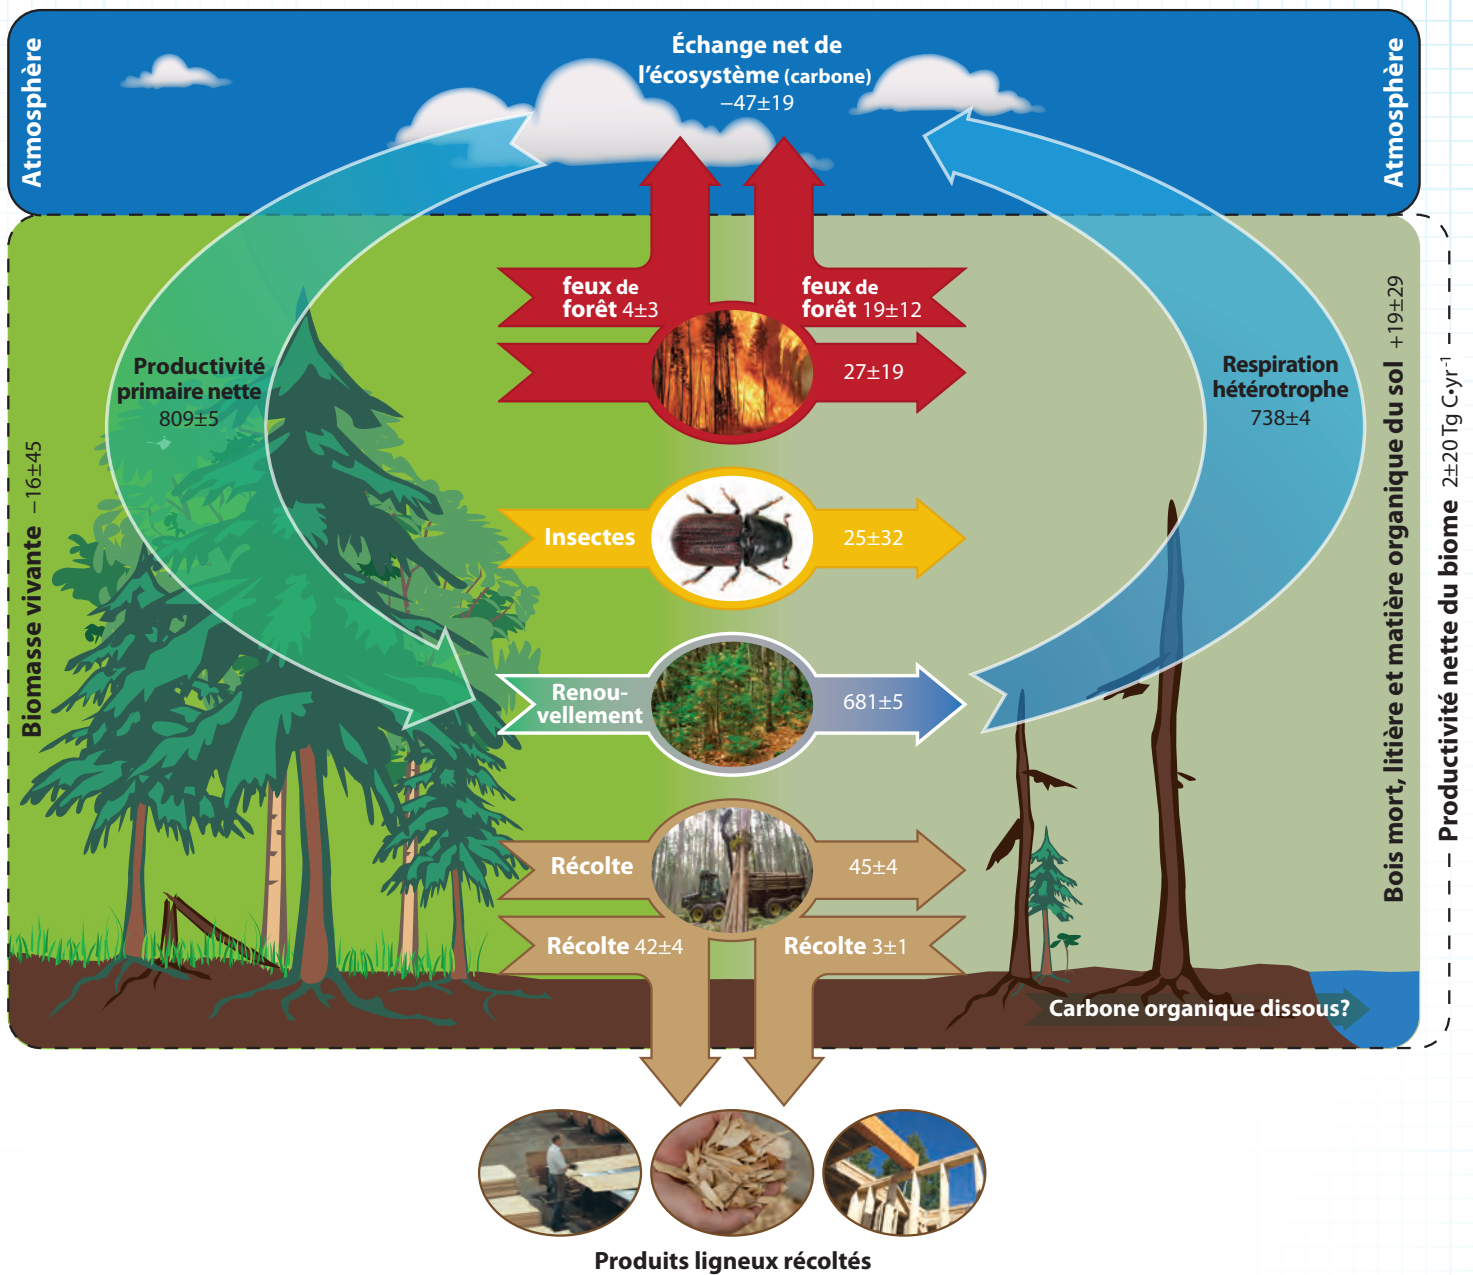 Atmosphère
Échange net de
l'écosystème (carbone)
−47±19
Atmosphère
feux de
forêt 4±3
feux de
forêt 19±12
27±19
Productivité
primaire nette
809±5
Respiration
hétérotrophe
738±4
Biomasse vivante −16±45
Bois mort, litière et matière organique du sol +19±29
Productivité nette du biome 2±20 Tg C•yr⁻¹
Insectes
25±32
Renou-
vellement
681±5
Récolte
45±4
Récolte 42±4
Récolte 3±1
Carbone organique dissous?
Produits ligneux récoltés